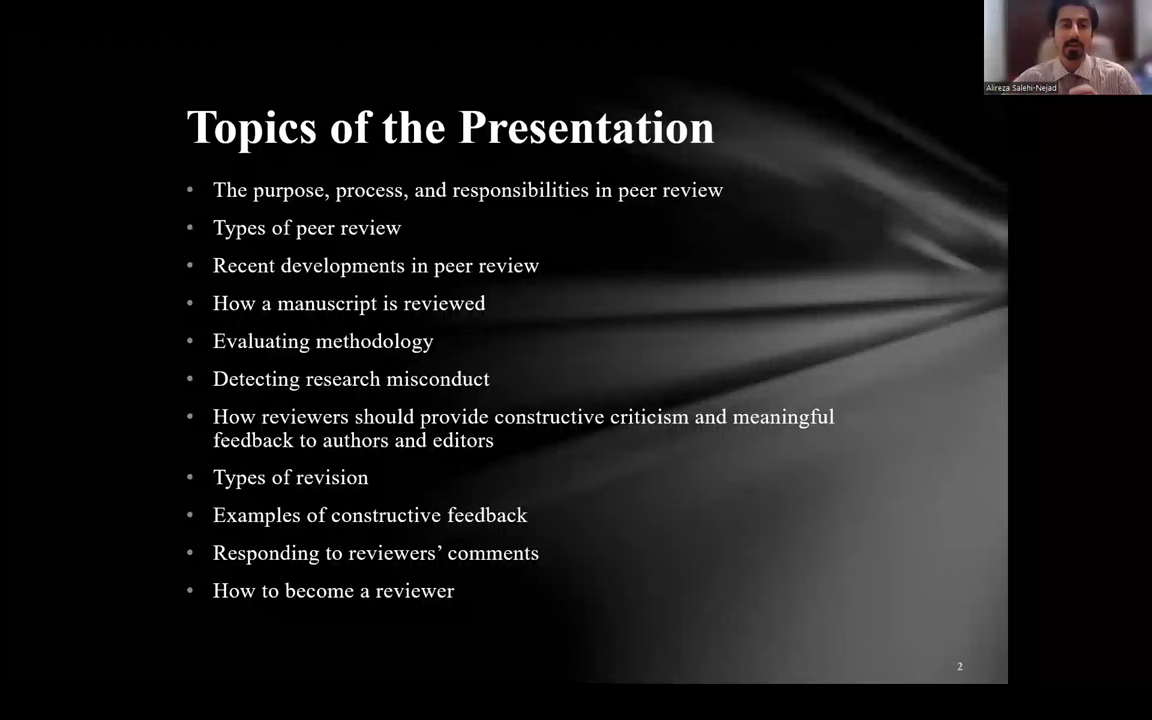 Alireza Salehi-Nejad
Topics of the Presentation
• The purpose, process, and responsibilities in peer review
• Types of peer review
• Recent developments in peer review
• How a manuscript is reviewed
• Evaluating methodology
• Detecting research misconduct
• How reviewers should provide constructive criticism and meaningful
feedback to authors and editors
• Types of revision
• Examples of constructive feedback
• Responding to reviewers’ comments
• How to become a reviewer
2